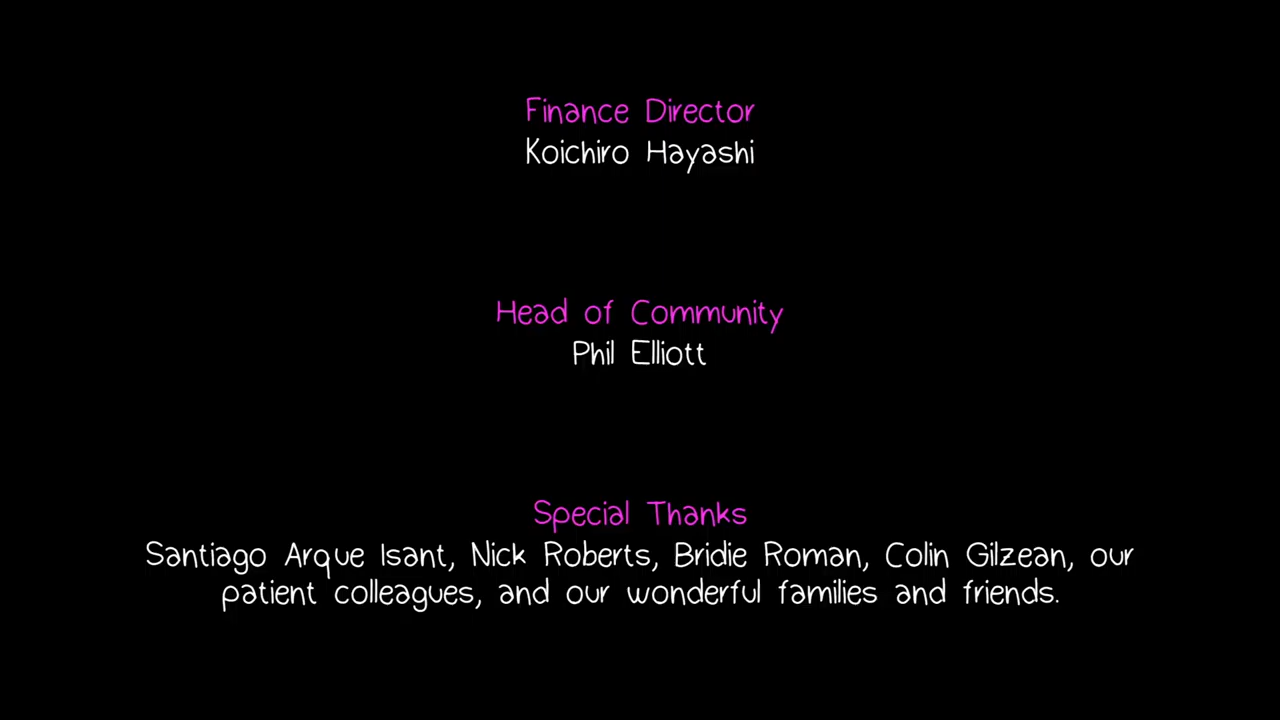 Finance Director
Koichiro Hayashi
Head of Community
Phil Elliott
Special Thanks
Santiago Arque Isant, Nick Roberts, Bridie Roman, Colin Gilzean, our
patient colleagues, and our wonderful families and friends.